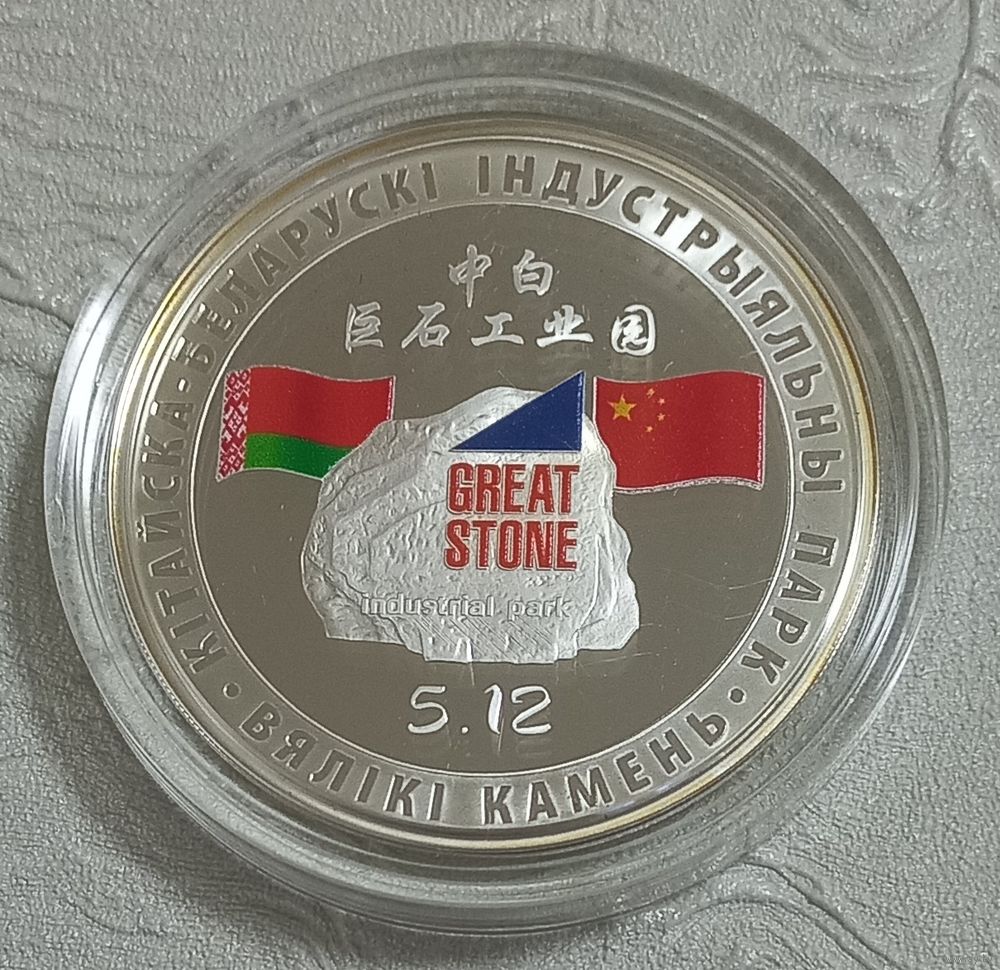 КІТАЙСКА-БЕЛАРУСКІ ІНДУСТРЫЯЛЬНЫ ПАРК
中白
巨石工业园
GREAT
STONE
industrial park
5.12
• ВЯЛІКІ КАМЕНЬ •